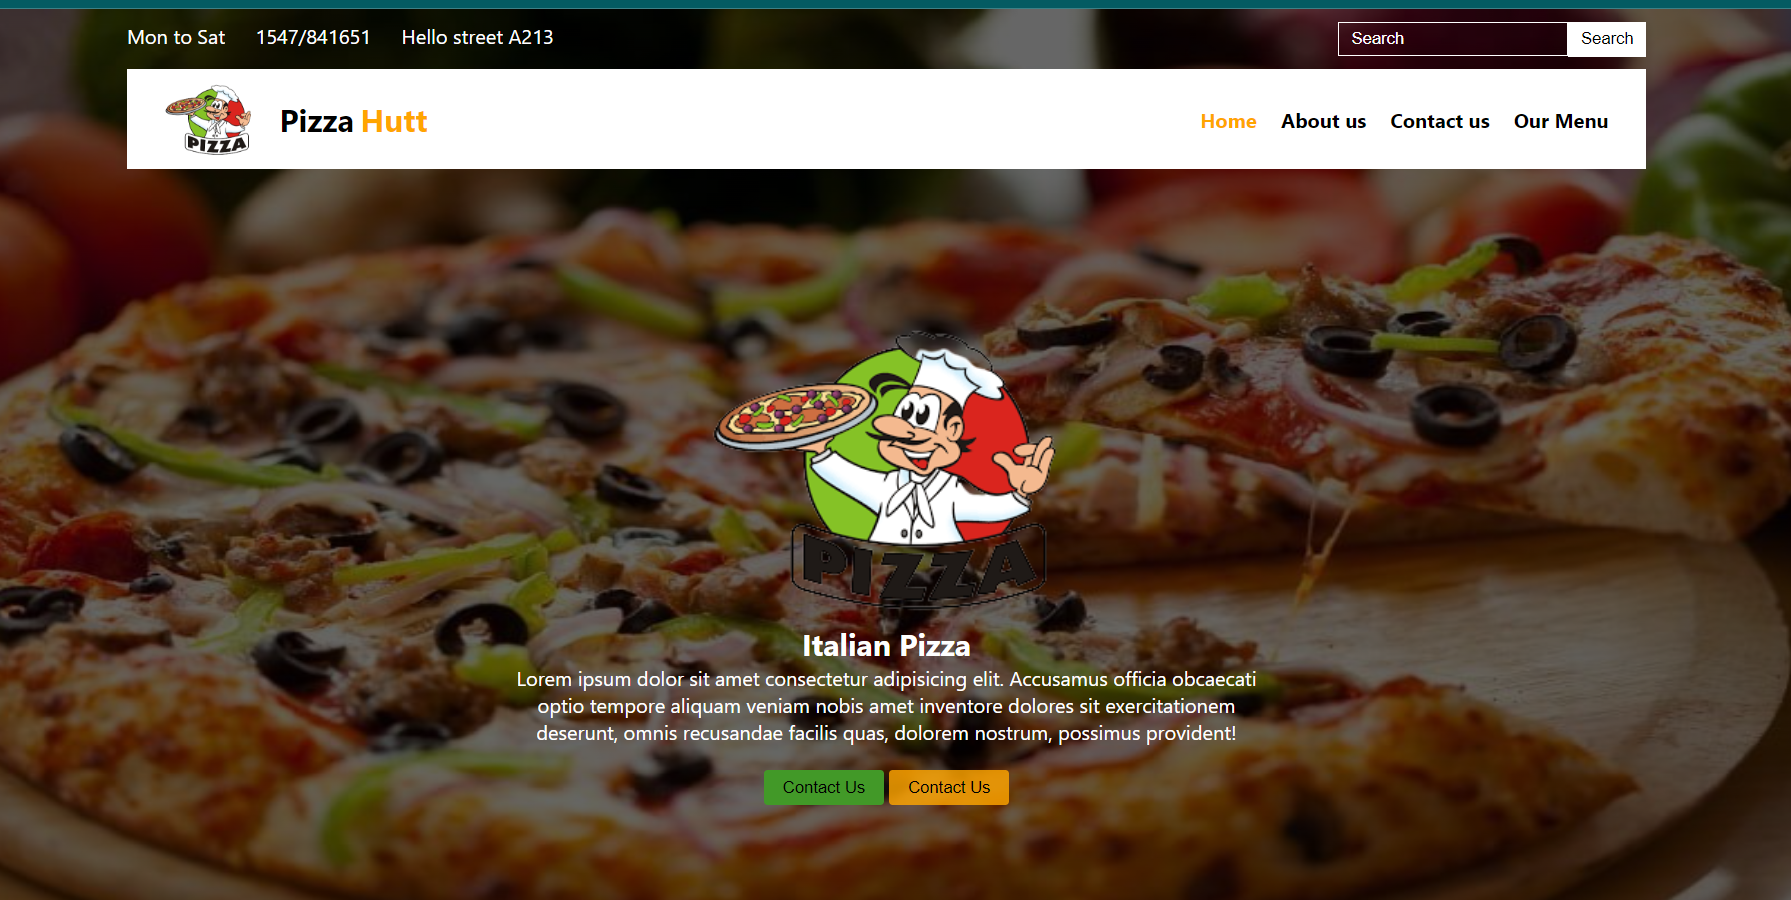 Mon to Sat 1547/841651 Hello street A213 Search Search
PIZZA Pizza Hutt Home About us Contact us Our Menu
PIZZA
Italian Pizza
Lorem ipsum dolor sit amet consectetur adipisicing elit. Accusamus officia obcaecati
optio tempore aliquam veniam nobis amet inventore dolores sit exercitationem
deserunt, omnis recusandae facilis quas, dolorem nostrum, possimus provident!
Contact Us Contact Us